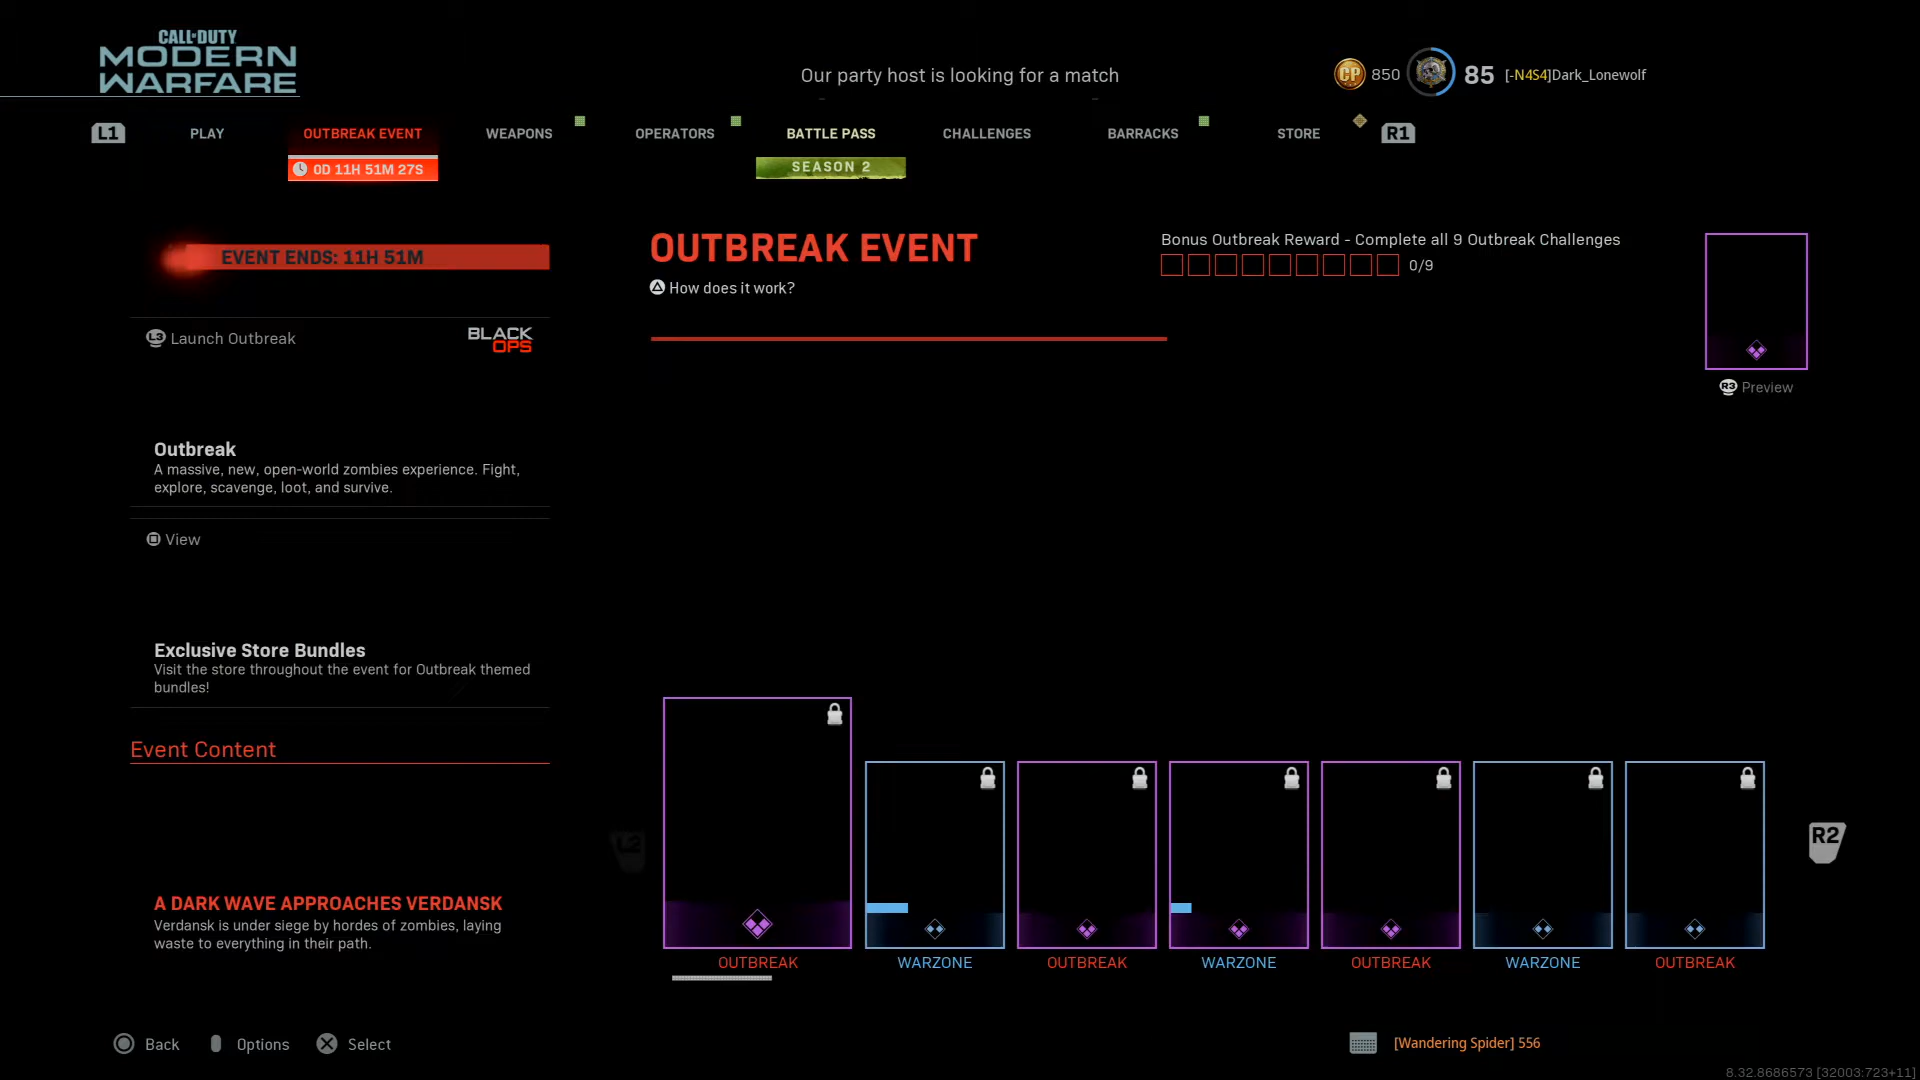 CALL OF DUTY
MODERN
WARFARE
Our party host is looking for a match
CP 850 85 [-N4S4]Dark_Lonewolf
L1 PLAY OUTBREAK EVENT WEAPONS OPERATORS BATTLE PASS CHALLENGES BARRACKS STORE R1
0D 11H 51M 27S
SEASON 2
EVENT ENDS: 11H 51M
L3 Launch Outbreak
BLACK
OPS
Outbreak
A massive, new, open-world zombies experience. Fight,
explore, scavenge, loot, and survive.
View
Exclusive Store Bundles
Visit the store throughout the event for Outbreak themed
bundles!
Event Content
A DARK WAVE APPROACHES VERDANSK
Verdansk is under siege by hordes of zombies, laying
waste to everything in their path.
OUTBREAK EVENT
How does it work?
Bonus Outbreak Reward - Complete all 9 Outbreak Challenges
0/9
R3 Preview
L2
R2
OUTBREAK WARZONE OUTBREAK WARZONE OUTBREAK WARZONE OUTBREAK
Back Options Select
[Wandering Spider] 556
8.32.8686573 [32003:723+11]